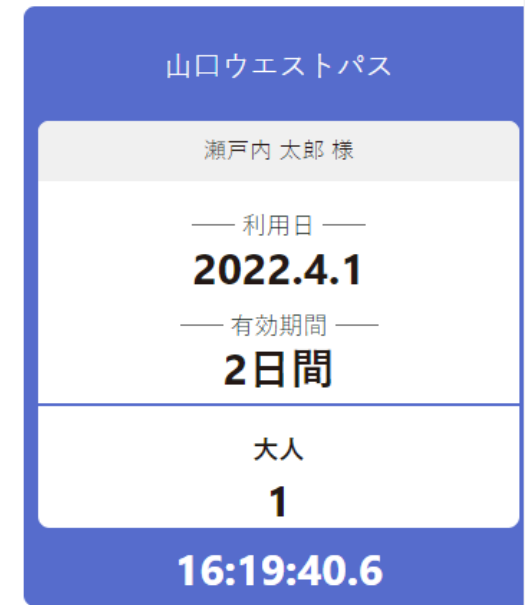 山口ウエストパス
瀬戸内 太郎 様
利用日
2022.4.1
有効期間
2日間
大人
1
16:19:40.6